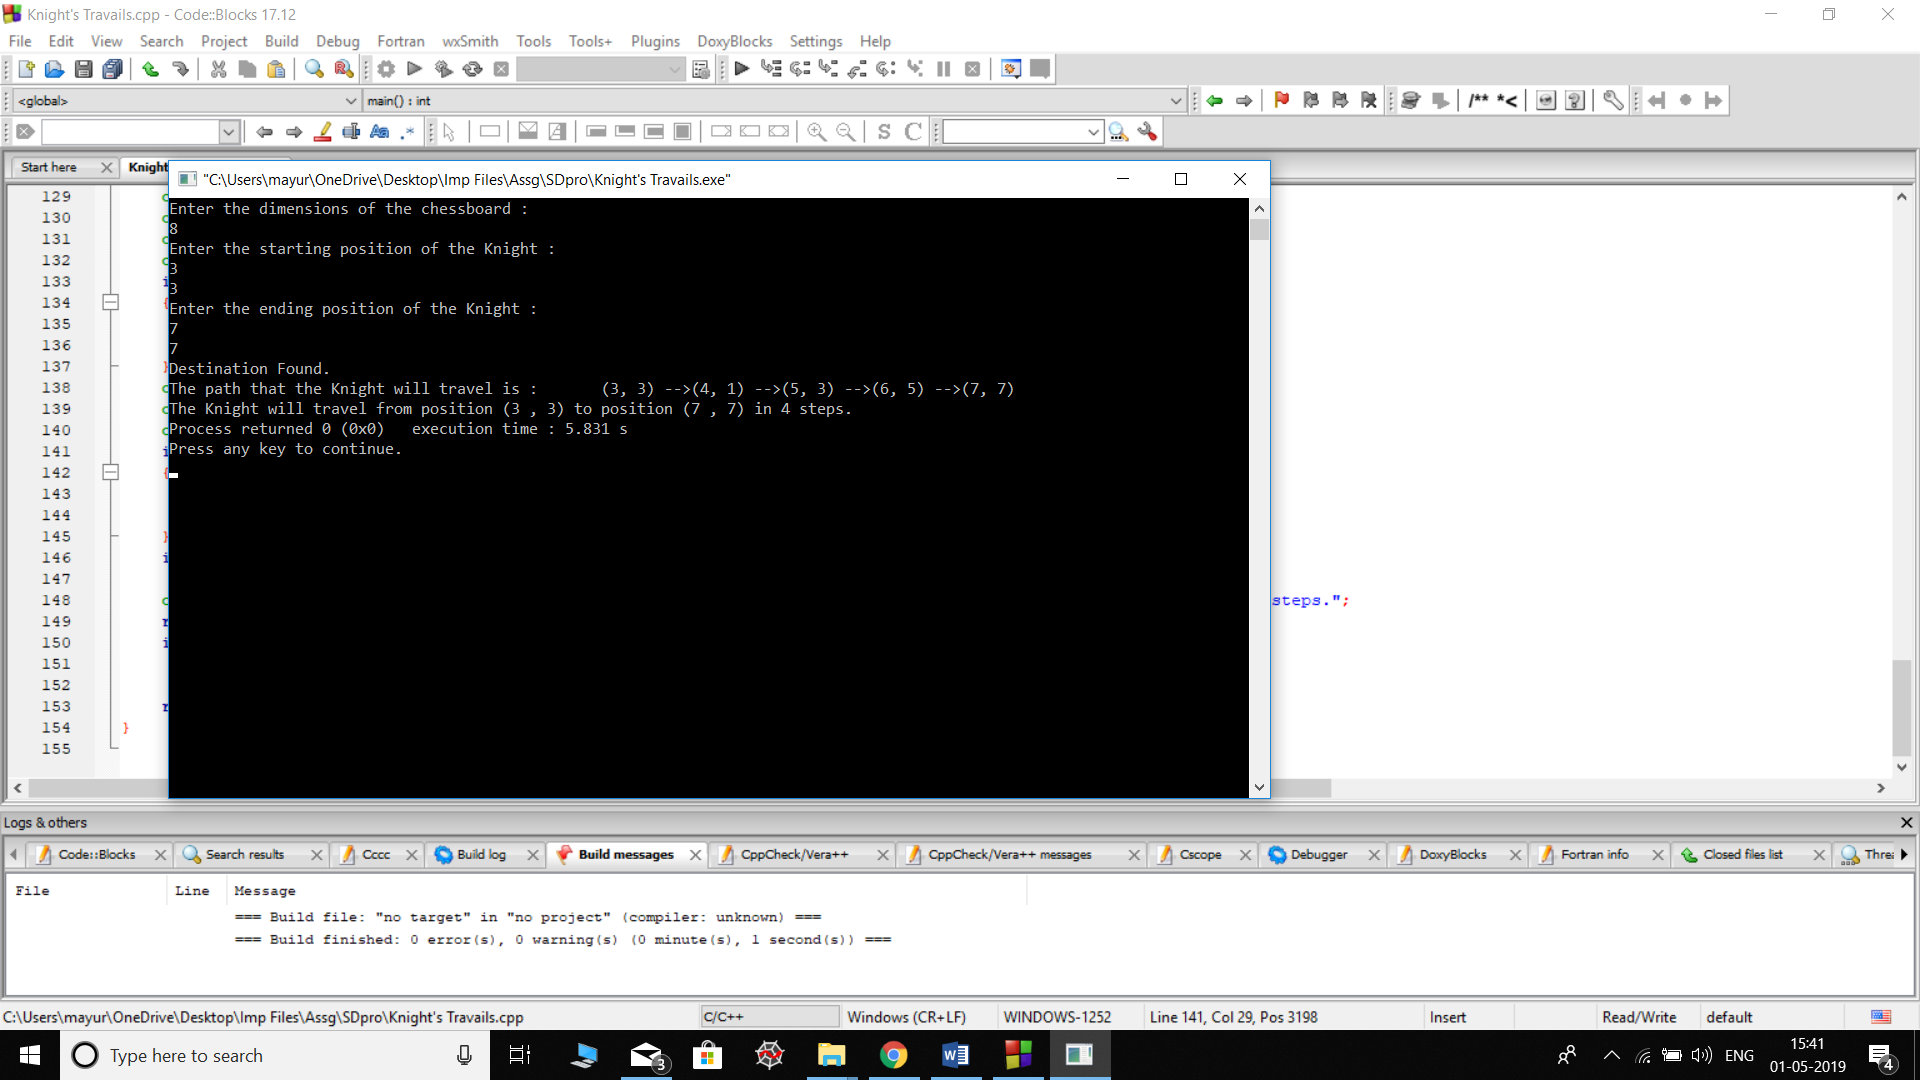 Knight's Travails.cpp - Code::Blocks 17.12
File Edit View Search Project Build Debug Fortran wxSmith Tools Tools+ Plugins DoxyBlocks Settings Help
<global> main() : int
/** *<
S C
Start here Knight
"C:\Users\mayur\OneDrive\Desktop\Imp Files\Assg\SDpro\Knight's Travails.exe"
Enter the dimensions of the chessboard :
8
Enter the starting position of the Knight :
3
3
Enter the ending position of the Knight :
7
7
Destination Found.
The path that the Knight will travel is : (3, 3) -->(4, 1) -->(5, 3) -->(6, 5) -->(7, 7)
The Knight will travel from position (3 , 3) to position (7 , 7) in 4 steps.
Process returned 0 (0x0) execution time : 5.831 s
Press any key to continue.
129
130
131
132
133
134
135
136
137
138
139
140
141
142
143
144
145
146
147
148 steps.";
149
150
151
152
153
154 }
155
Logs & others
Code::Blocks Search results Cccc Build log Build messages CppCheck/Vera++ CppCheck/Vera++ messages Cscope Debugger DoxyBlocks Fortran info Closed files list Threa
File Line Message
=== Build file: "no target" in "no project" (compiler: unknown) ===
=== Build finished: 0 error(s), 0 warning(s) (0 minute(s), 1 second(s)) ===
C:\Users\mayur\OneDrive\Desktop\Imp Files\Assg\SDpro\Knight's Travails.cpp C/C++ Windows (CR+LF) WINDOWS-1252 Line 141, Col 29, Pos 3198 Insert Read/Write default
Type here to search 3 ENG 15:41
01-05-2019 4